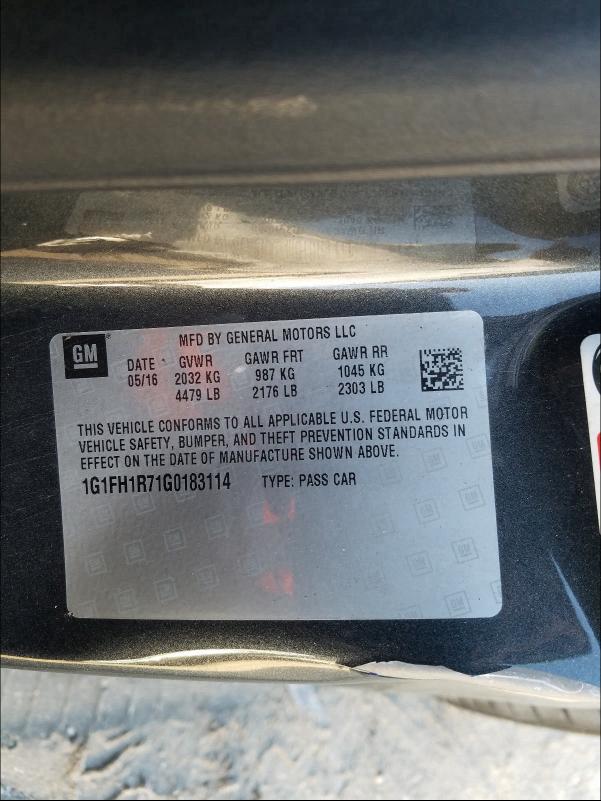 GM
MFD BY GENERAL MOTORS LLC
DATE GVWR GAWR FRT GAWR RR
05/16 2032 KG 987 KG 1045 KG
4479 LB 2176 LB 2303 LB
THIS VEHICLE CONFORMS TO ALL APPLICABLE U.S. FEDERAL MOTOR
VEHICLE SAFETY, BUMPER, AND THEFT PREVENTION STANDARDS IN
EFFECT ON THE DATE OF MANUFACTURE SHOWN ABOVE.
1G1FH1R71G0183114 TYPE: PASS CAR